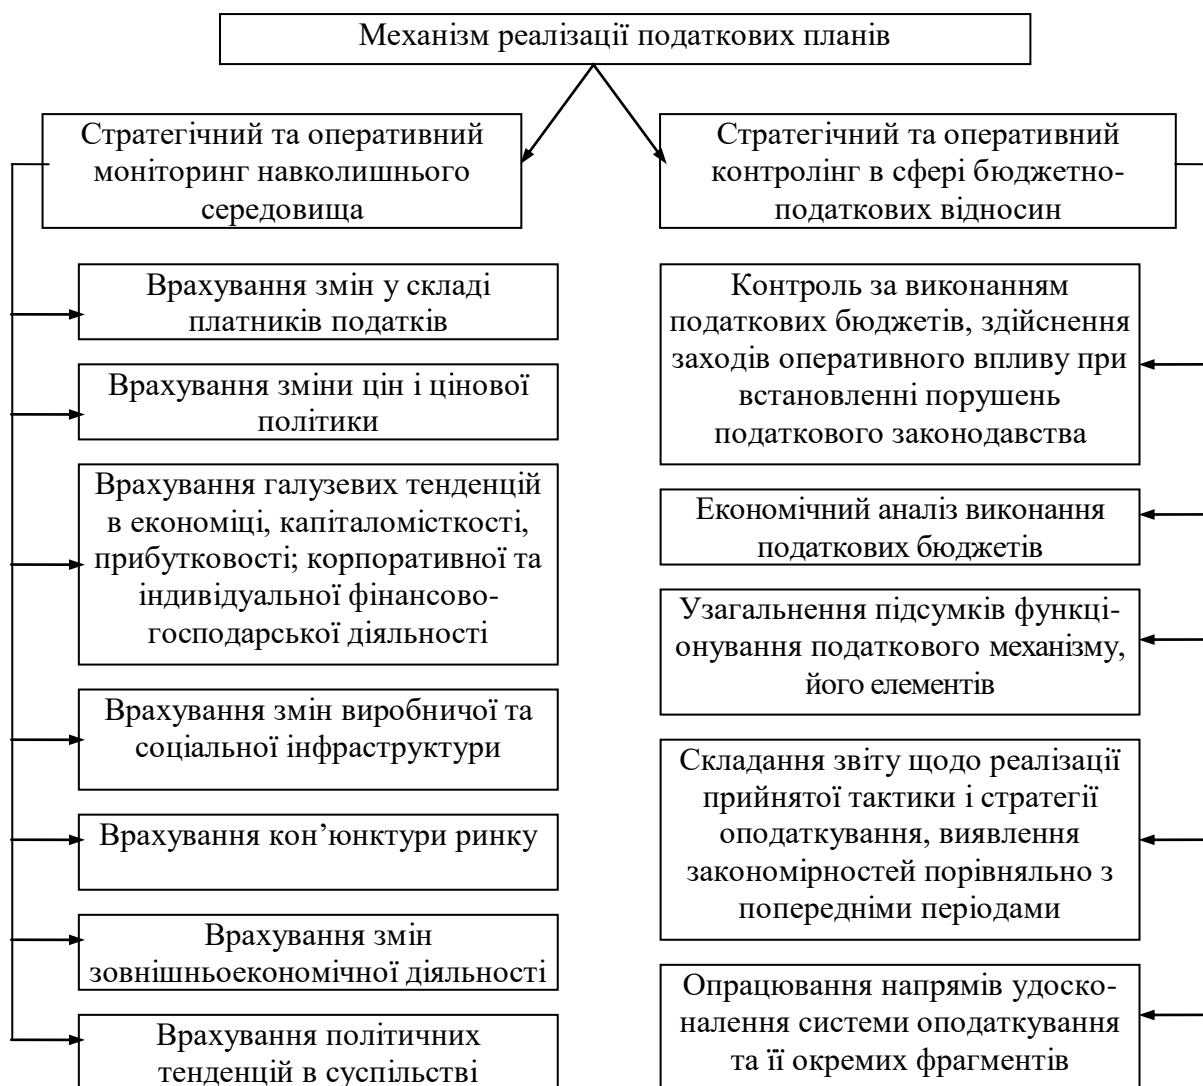 Механізм реалізації податкових планів
Стратегічний та оперативний
моніторинг навколишнього
середовища
Стратегічний та оперативний
контролінг в сфері бюджетно-
податкових відносин
Врахування змін у складі
платників податків
Врахування зміни цін і цінової
політики
Врахування галузевих тенденцій
в економіці, капіталомісткості,
прибутковості; корпоративної та
індивідуальної фінансово-
господарської діяльності
Врахування змін виробничої та
соціальної інфраструктури
Врахування кон’юнктури ринку
Врахування змін
зовнішньоекономічної діяльності
Врахування політичних
тенденцій в суспільстві
Контроль за виконанням
податкових бюджетів, здійснення
заходів оперативного впливу при
встановленні порушень
податкового законодавства
Економічний аналіз виконання
податкових бюджетів
Узагальнення підсумків функці-
онування податкового механізму,
його елементів
Складання звіту щодо реалізації
прийнятої тактики і стратегії
оподаткування, виявлення
закономірностей порівняльно з
попередніми періодами
Опрацювання напрямів удоско-
налення системи оподаткування
та її окремих фрагментів